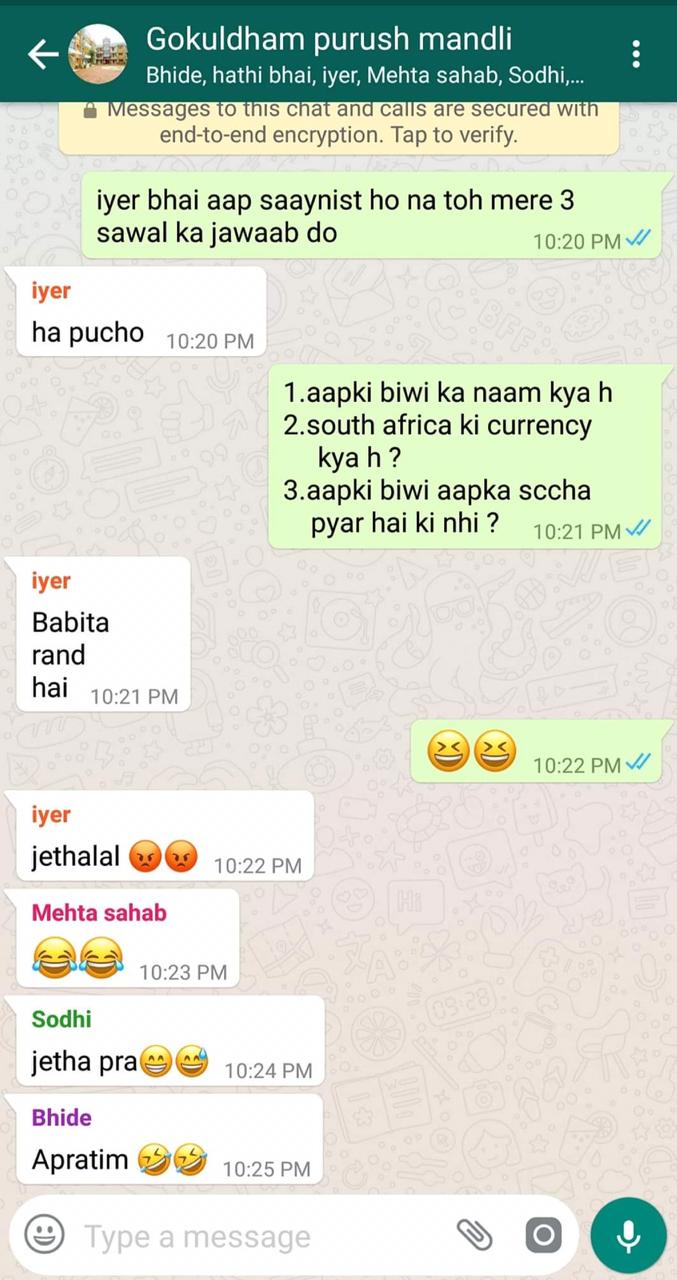 Gokuldham purush mandli
Bhide, hathi bhai, iyer, Mehta sahab, Sodhi,...
Messages to this chat and calls are secured with
end-to-end encryption. Tap to verify.
iyer bhai aap saaynist ho na toh mere 3
sawal ka jawaab do 10:20 PM
iyer
ha pucho 10:20 PM
1.aapki biwi ka naam kya h
2.south africa ki currency
kya h ?
3.aapki biwi aapka sccha
pyar hai ki nhi ? 10:21 PM
iyer
Babita
rand
hai 10:21 PM
😆😆 10:22 PM
iyer
jethalal 😡😡 10:22 PM
Mehta sahab
😂😂 10:23 PM
Sodhi
jetha pra😁😅 10:24 PM
Bhide
Apratim 🤣🤣 10:25 PM
Type a message